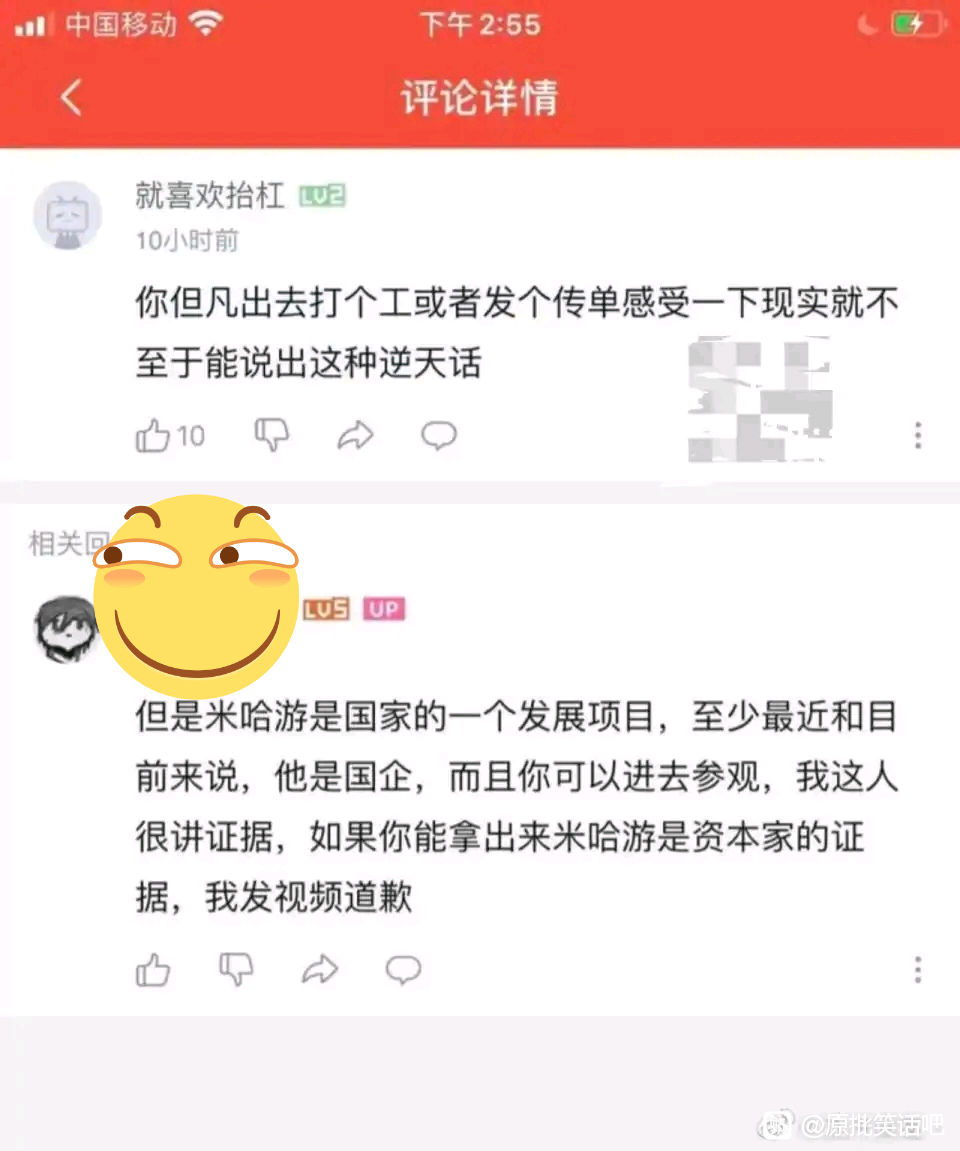 中国移动
下午2:55
评论详情
就喜欢抬杠 LV2
10小时前
你但凡出去打个工或者发个传单感受一下现实就不
至于能说出这种逆天话
10
相关回
LV5 UP
但是米哈游是国家的一个发展项目，至少最近和目
前来说，他是国企，而且你可以进去参观，我这人
很讲证据，如果你能拿出来米哈游是资本家的证
据，我发视频道歉
@原批笑话吧